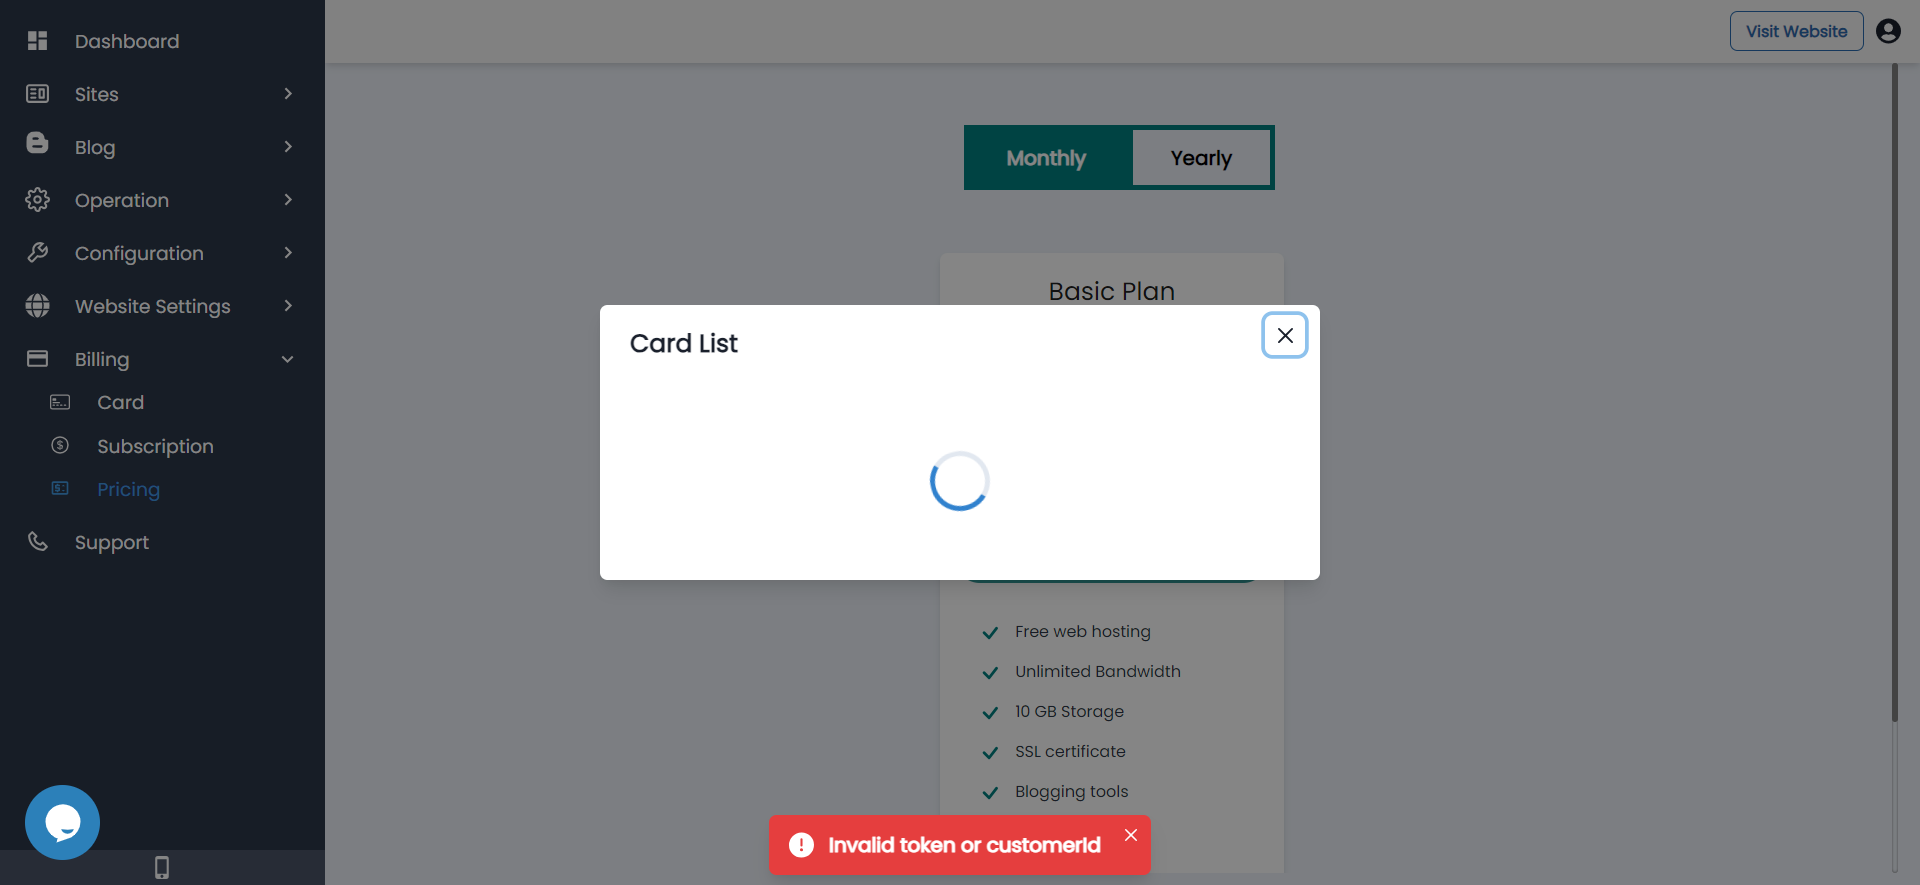 Dashboard
Sites
Blog
Operation
Configuration
Website Settings
Billing
Card
Subscription
Pricing
Support
Visit Website
Monthly
Yearly
Basic Plan
Card List
Free web hosting
Unlimited Bandwidth
10 GB Storage
SSL certificate
Blogging tools
Invalid token or customerId